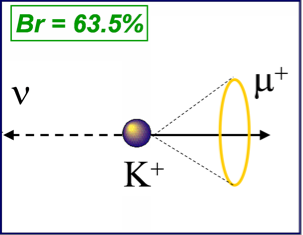 Br = 63.5%
ν
μ⁺
K⁺